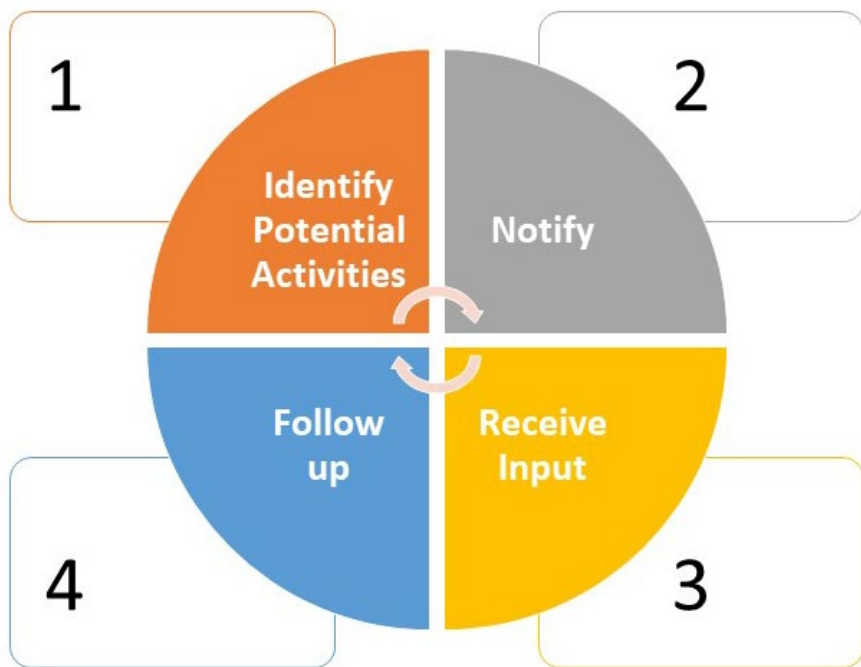 1
2
Identify
Potential
Activities
Notify
Follow
up
Receive
Input
4
3